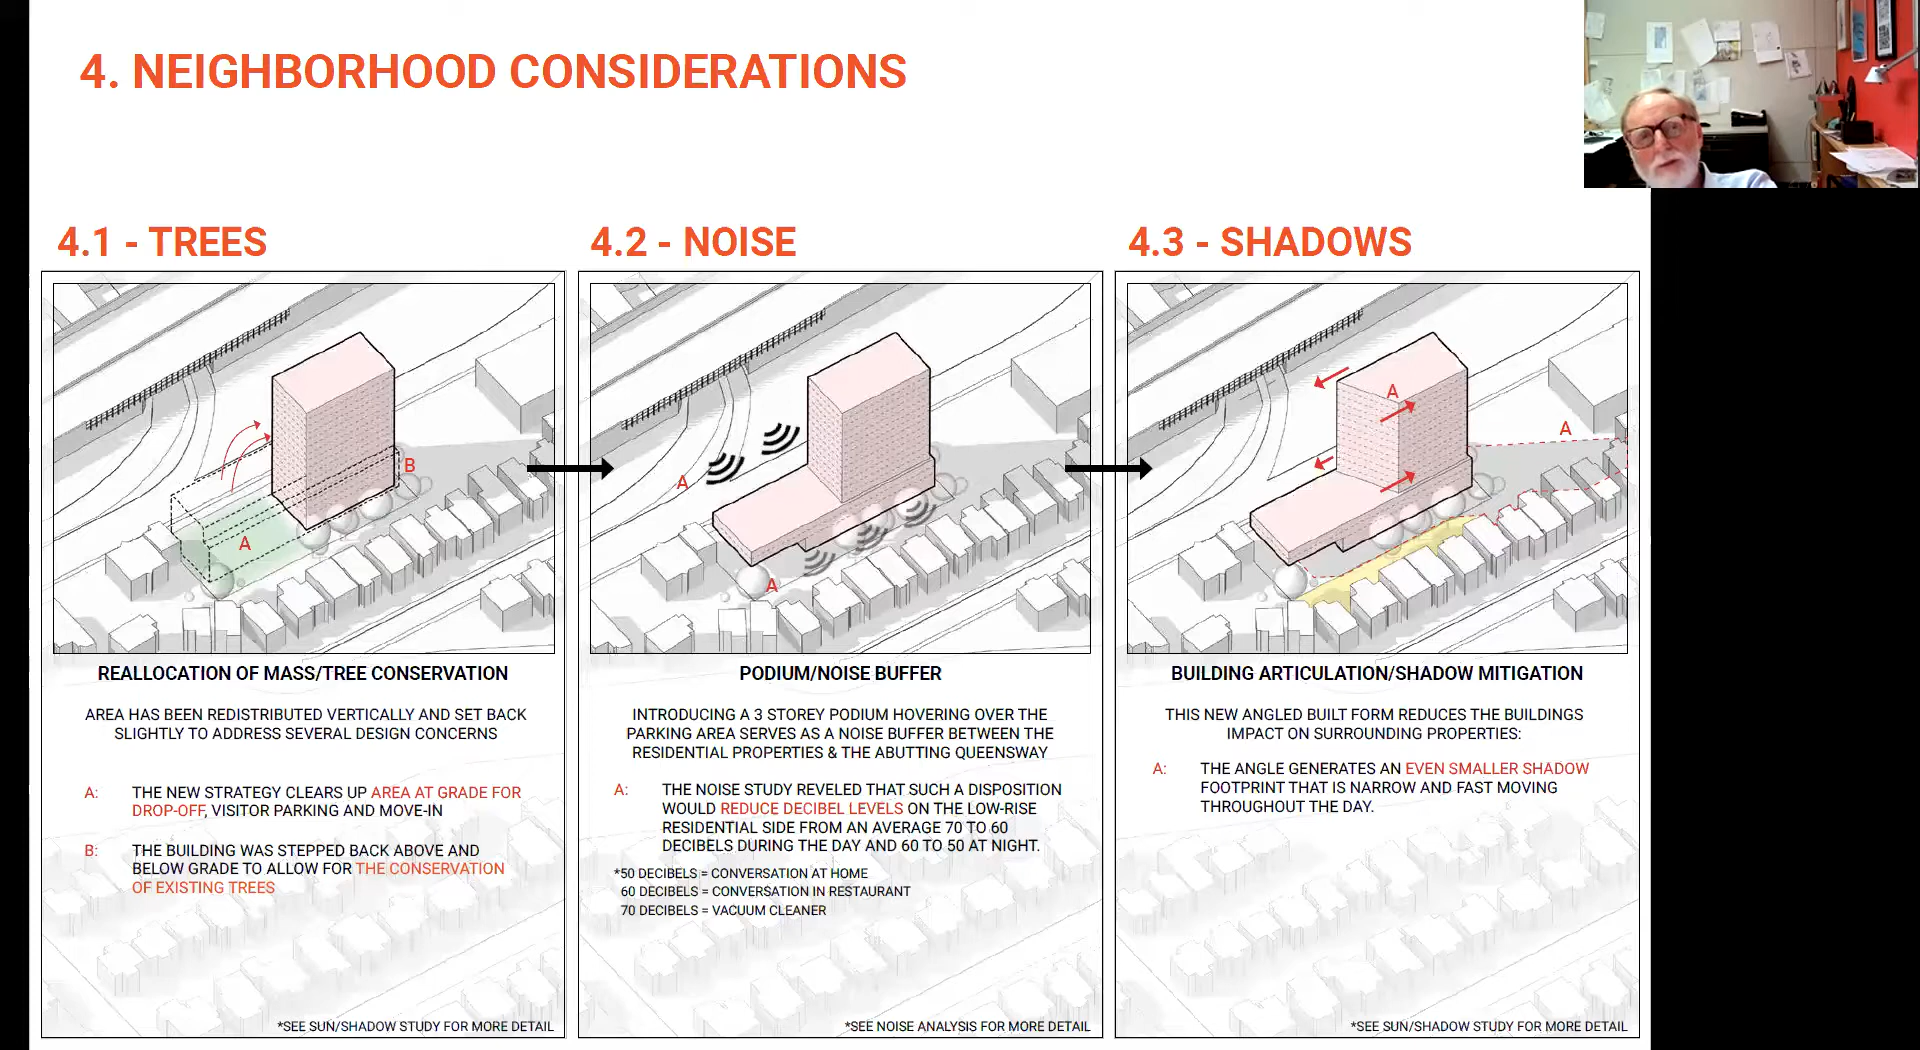 4. NEIGHBORHOOD CONSIDERATIONS
4.1 - TREES
A
B
REALLOCATION OF MASS/TREE CONSERVATION
AREA HAS BEEN REDISTRIBUTED VERTICALLY AND SET BACK
SLIGHTLY TO ADDRESS SEVERAL DESIGN CONCERNS
A: THE NEW STRATEGY CLEARS UP AREA AT GRADE FOR
DROP-OFF, VISITOR PARKING AND MOVE-IN
B: THE BUILDING WAS STEPPED BACK ABOVE AND
BELOW GRADE TO ALLOW FOR THE CONSERVATION
OF EXISTING TREES
*SEE SUN/SHADOW STUDY FOR MORE DETAIL
4.2 - NOISE
A
A
PODIUM/NOISE BUFFER
INTRODUCING A 3 STOREY PODIUM HOVERING OVER THE
PARKING AREA SERVES AS A NOISE BUFFER BETWEEN THE
RESIDENTIAL PROPERTIES & THE ABUTTING QUEENSWAY
A: THE NOISE STUDY REVELED THAT SUCH A DISPOSITION
WOULD REDUCE DECIBEL LEVELS ON THE LOW-RISE
RESIDENTIAL SIDE FROM AN AVERAGE 70 TO 60
DECIBELS DURING THE DAY AND 60 TO 50 AT NIGHT.
*50 DECIBELS = CONVERSATION AT HOME
60 DECIBELS = CONVERSATION IN RESTAURANT
70 DECIBELS = VACUUM CLEANER
*SEE NOISE ANALYSIS FOR MORE DETAIL
4.3 - SHADOWS
A
A
BUILDING ARTICULATION/SHADOW MITIGATION
THIS NEW ANGLED BUILT FORM REDUCES THE BUILDINGS
IMPACT ON SURROUNDING PROPERTIES:
A: THE ANGLE GENERATES AN EVEN SMALLER SHADOW
FOOTPRINT THAT IS NARROW AND FAST MOVING
THROUGHOUT THE DAY.
*SEE SUN/SHADOW STUDY FOR MORE DETAIL